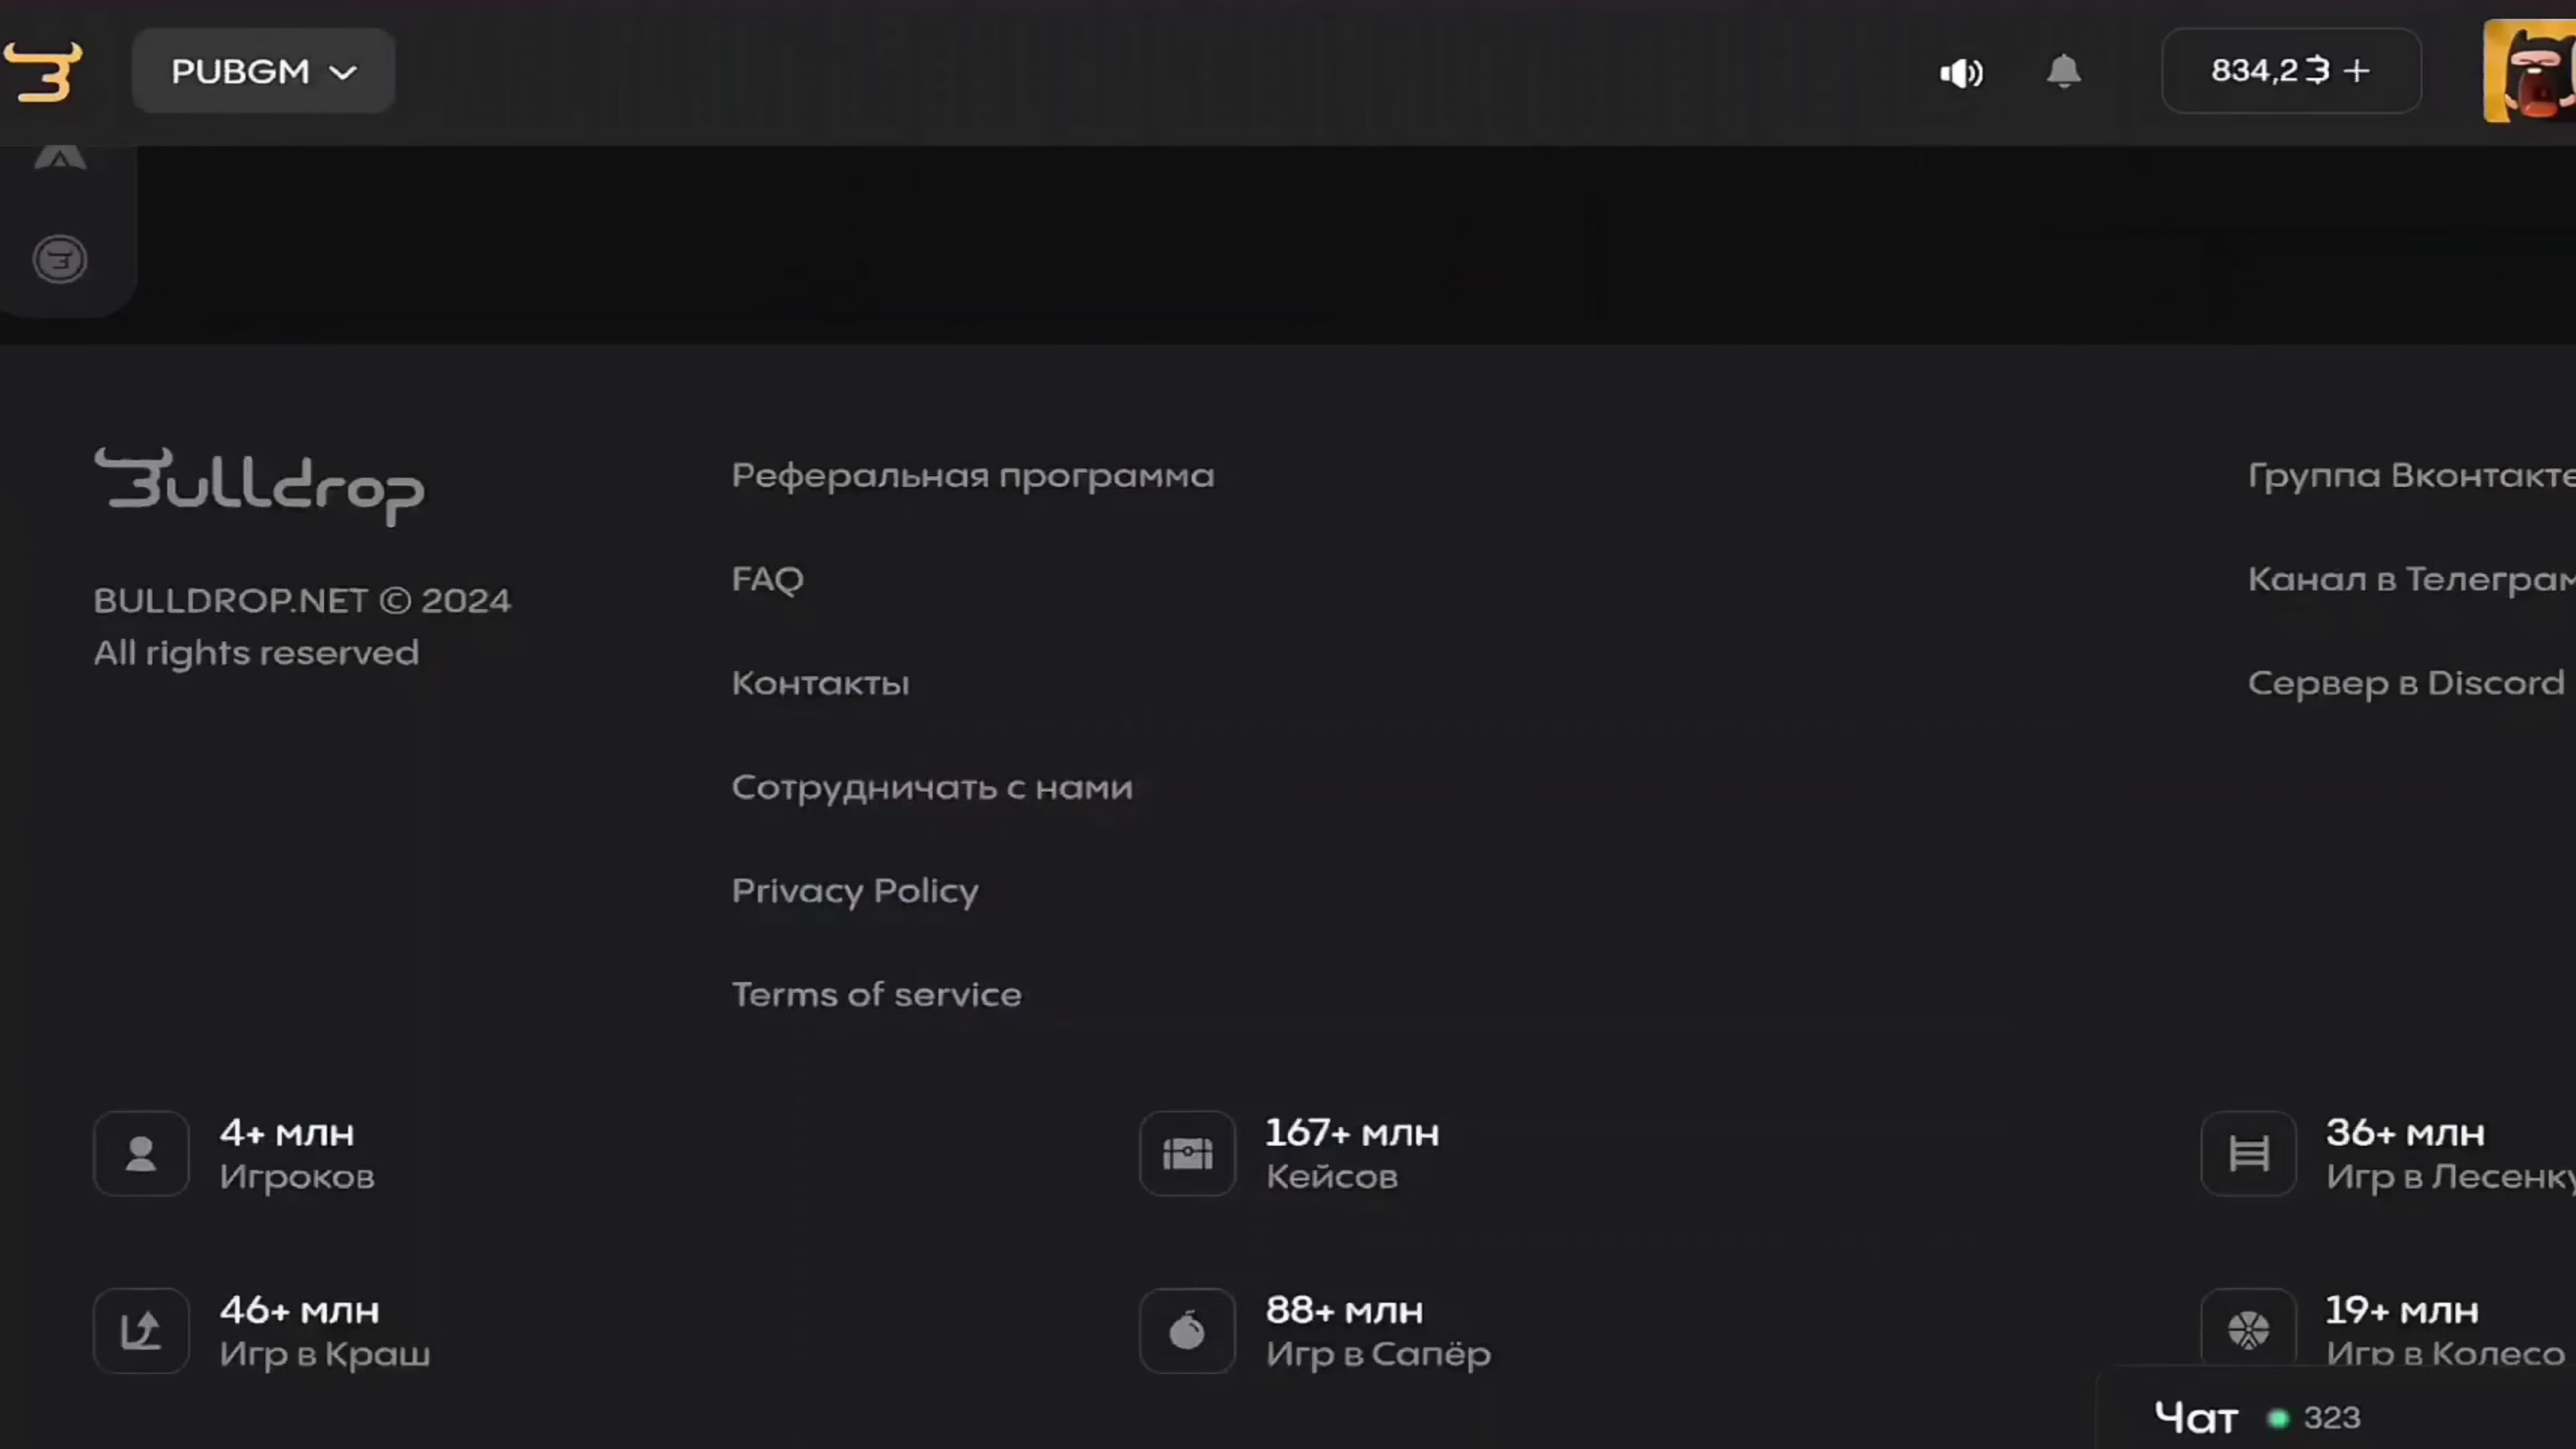 PUBGM
834,2
Bulldrop
BULLDROP.NET © 2024
All rights reserved
Реферальная программа
FAQ
Контакты
Сотрудничать с нами
Privacy Policy
Terms of service
Группа Вконтакте
Канал в Телеграм
Сервер в Discord
4+ млн
Игроков
167+ млн
Кейсов
36+ млн
Игр в Лесенку
46+ млн
Игр в Краш
88+ млн
Игр в Сапёр
19+ млн
Игр в Колесо
Чат 323